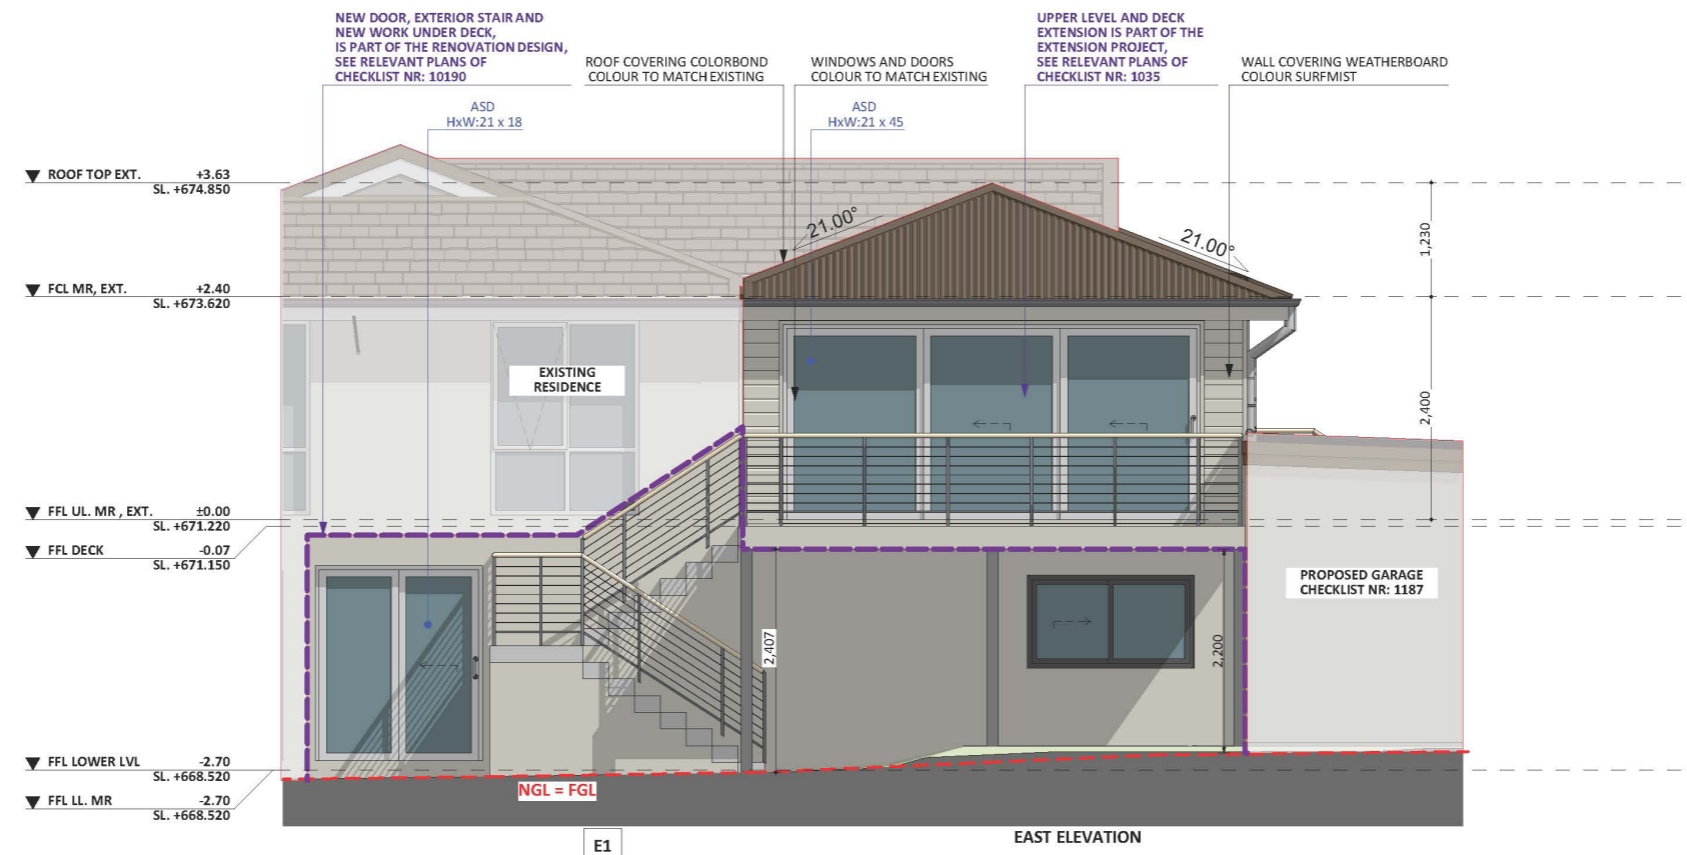 NEW DOOR, EXTERIOR STAIR AND
NEW WORK UNDER DECK,
IS PART OF THE RENOVATION DESIGN,
SEE RELEVANT PLANS OF
CHECKLIST NR: 10190
ROOF COVERING COLORBOND
COLOUR TO MATCH EXISTING
WINDOWS AND DOORS
COLOUR TO MATCH EXISTING
UPPER LEVEL AND DECK
EXTENSION IS PART OF THE
EXTENSION PROJECT,
SEE RELEVANT PLANS OF
CHECKLIST NR: 1035
WALL COVERING WEATHERBOARD
COLOUR SURFMIST
ASD
HxW:21 x 18
ASD
HxW:21 x 45
ROOF TOP EXT. +3.63
SL. +674.850
21.00°
21.00°
1,230
FCL MR, EXT. +2.40
SL. +673.620
EXISTING
RESIDENCE
2,400
FFL UL. MR , EXT. ±0.00
SL. +671.220
FFL DECK -0.07
SL. +671.150
PROPOSED GARAGE
CHECKLIST NR: 1187
2,407
2,200
FFL LOWER LVL -2.70
SL. +668.520
FFL LL. MR -2.70
SL. +668.520
NGL = FGL
E1
EAST ELEVATION